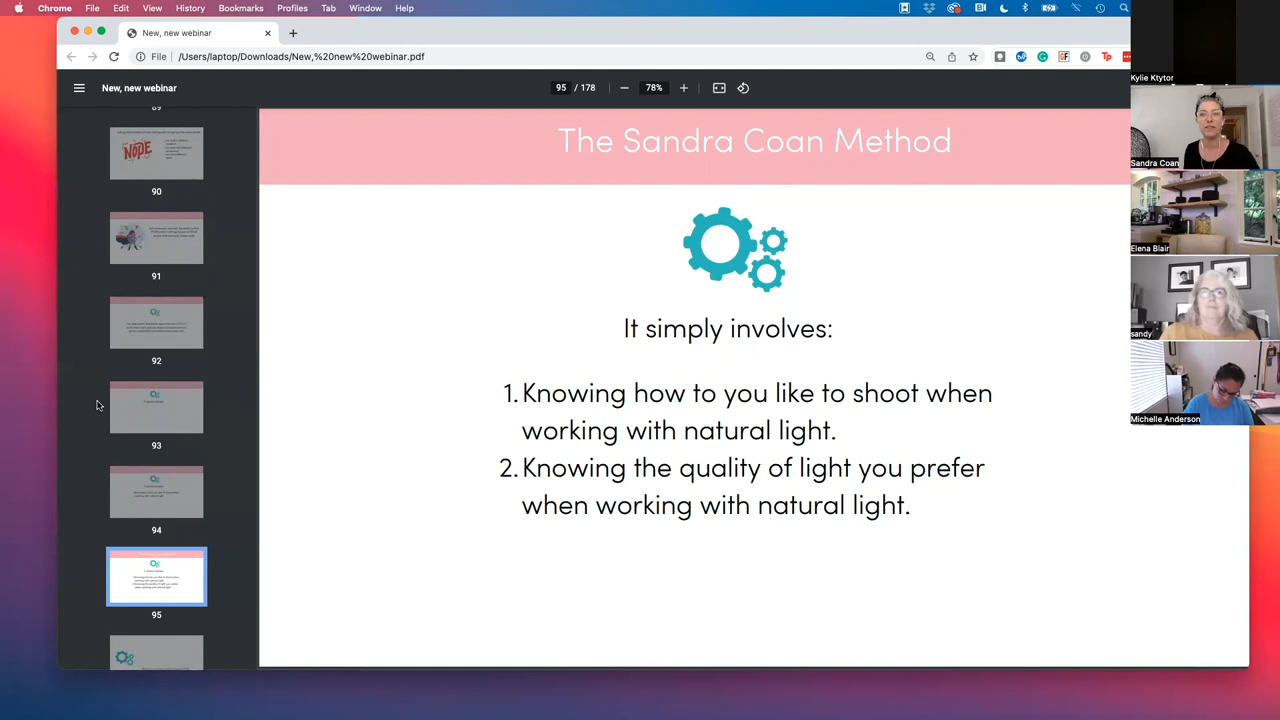 Chrome File Edit View History Bookmarks Profiles Tab Window Help
New, new webinar
File /Users/laptop/Downloads/New,%20new%20webinar.pdf
New, new webinar
95 / 178
78%
89
NOPE
90
91
92
93
94
95
The Sandra Coan Method
It simply involves:
1. Knowing how to you like to shoot when
working with natural light.
2. Knowing the quality of light you prefer
when working with natural light.
Kylie Ktytor
Sandra Coan
Elena Blair
sandy
Michelle Anderson